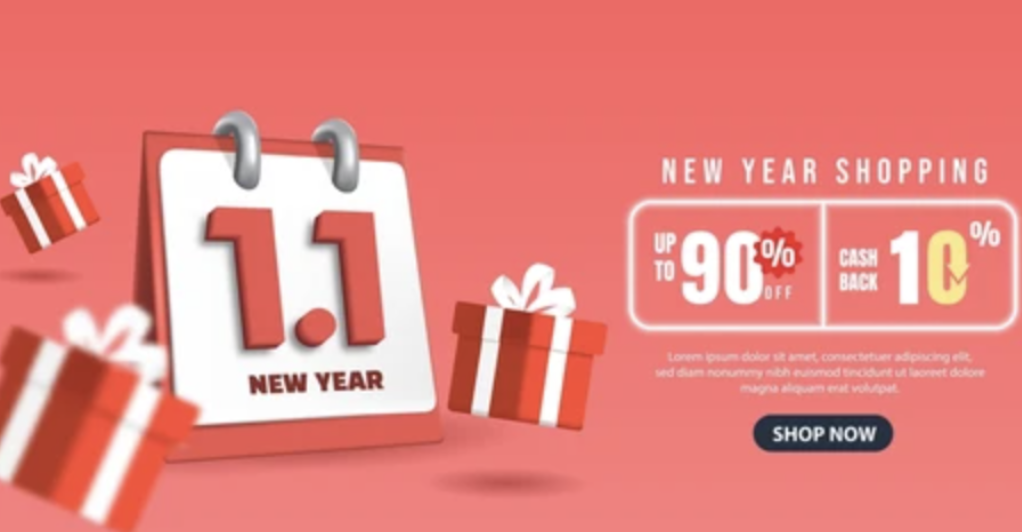 1.1
NEW YEAR
NEW YEAR SHOPPING
UP TO 90% OFF
CASH BACK 10%
Lorem ipsum dolor sit amet, consectetuer adipiscing elit,
sed diam nonummy nibh euismod tincidunt ut laoreet dolore
magna aliquam erat volutpat.
SHOP NOW